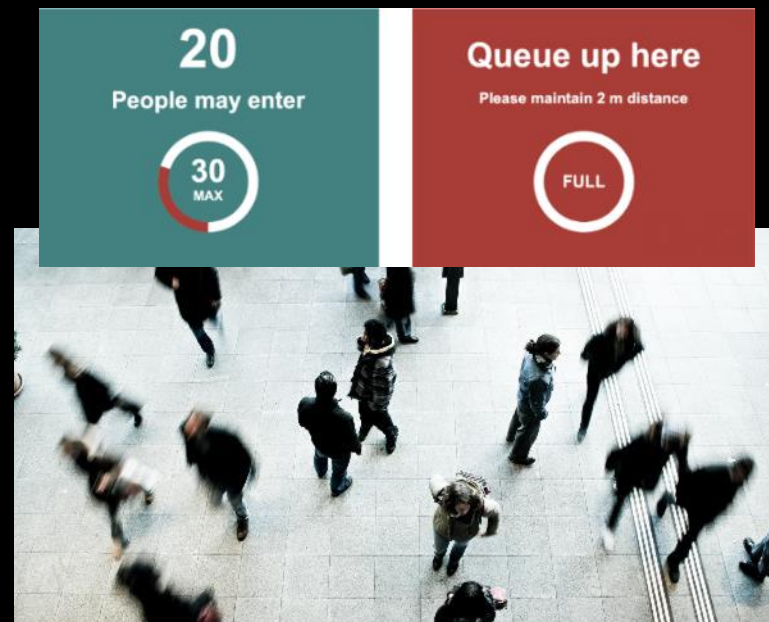 20
People may enter
30
MAX
Queue up here
Please maintain 2 m distance
FULL